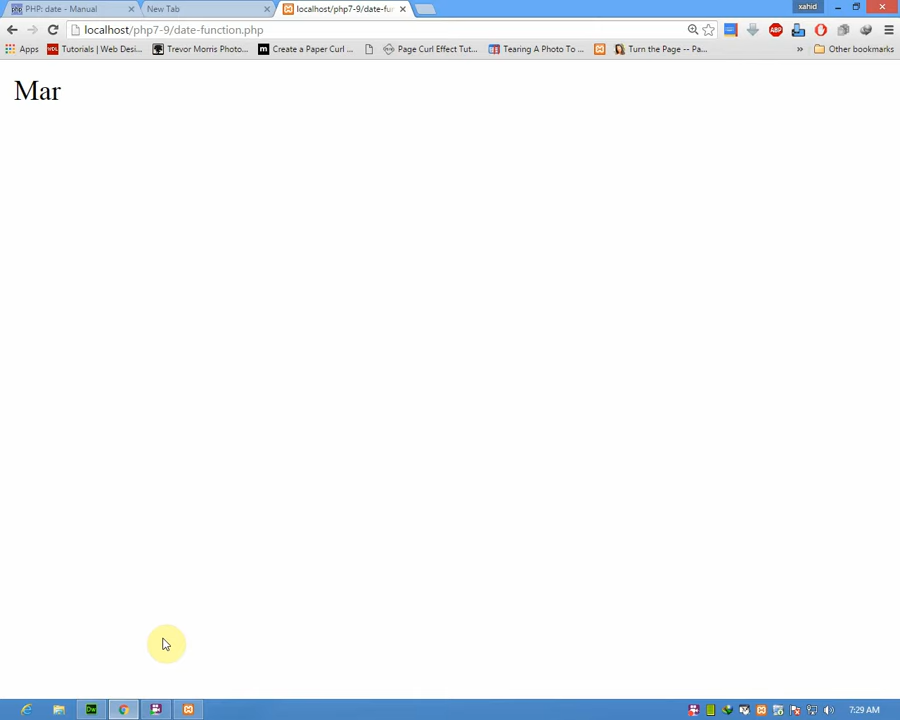 PHP: date - Manual
New Tab
localhost/php7-9/date-fun
xahid
localhost/php7-9/date-function.php
Apps
Tutorials | Web Desi...
Trevor Morris Photo...
Create a Paper Curl ...
Page Curl Effect Tut...
Tearing A Photo To ...
Turn the Page -- Pa...
»
Other bookmarks
Mar
7:29 AM